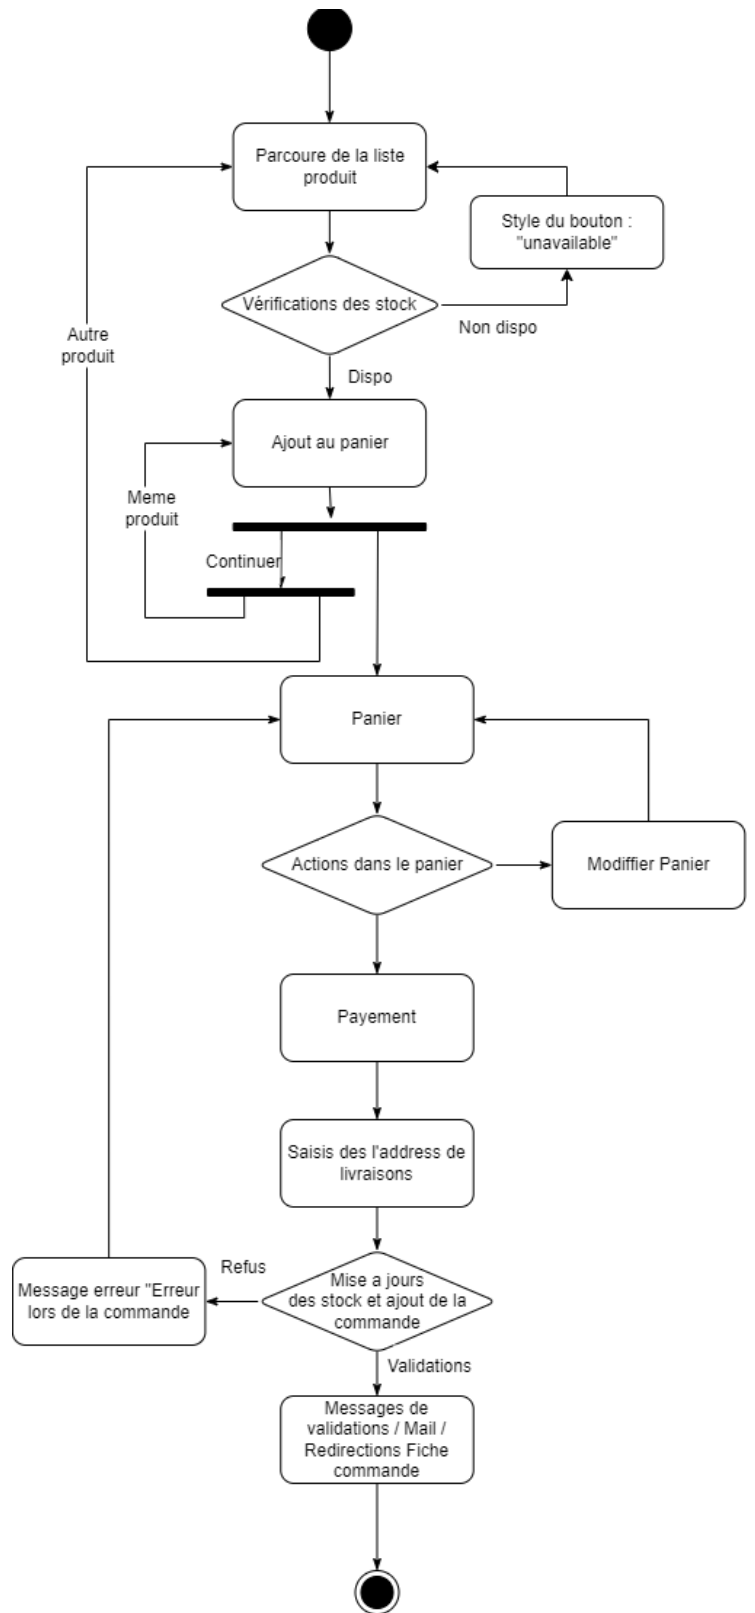 Parcoure de la liste
produit
Style du bouton :
"unavailable"
Vérifications des stock
Non dispo
Autre
produit
Dispo
Ajout au panier
Meme
produit
Continuer
Panier
Actions dans le panier
Modiffier Panier
Payement
Saisis des l'address de
livraisons
Refus
Message erreur "Erreur
lors de la commande
Mise a jours
des stock et ajout de la
commande
Validations
Messages de
validations / Mail /
Redirections Fiche
commande